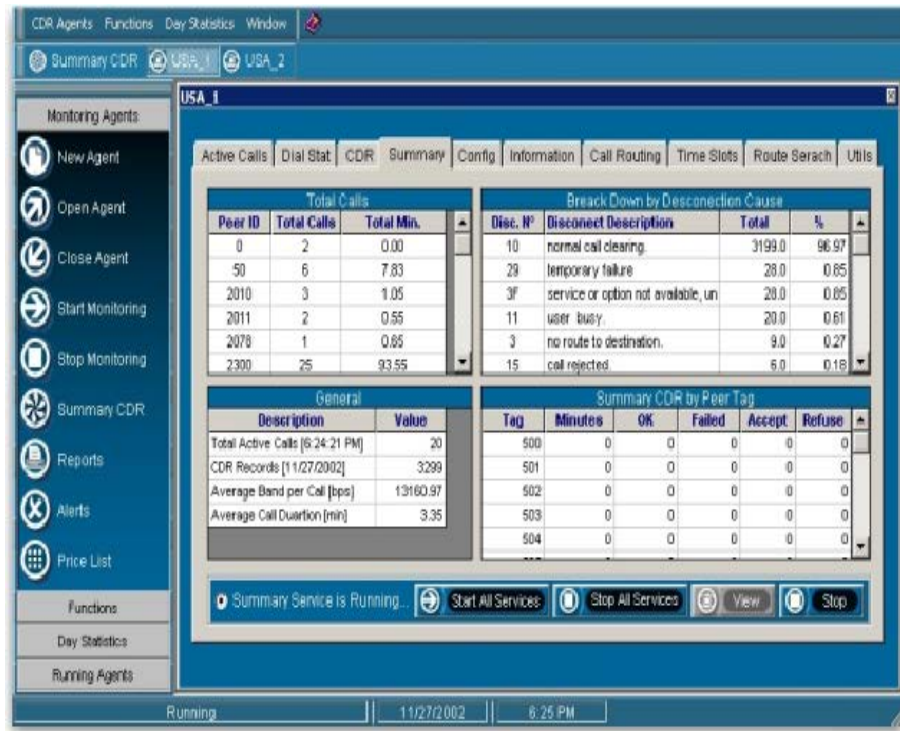 CDR Agents Functions Day Statistics Window
Summary CDR USA_1 USA_2
USA_1
Monitoring Agents
New Agent
Open Agent
Close Agent
Start Monitoring
Stop Monitoring
Summary CDR
Reports
Alerts
Price List
Functions
Day Statistics
Running Agents
Active Calls Dial Stat CDR Summary Config Information Call Routing Time Slots Route Serach Utils
Total Calls
Peer ID Total Calls Total Min.
0 2 0.00
50 6 7.83
2010 3 1.05
2011 2 0.55
2078 1 0.65
2300 25 93.55
Breack Down by Desconection Cause
Disc. Nº Disconect Description Total %
10 normal call clearing. 3199.0 96.97
29 temporary failure 28.0 0.85
3F service or option not available, un 28.0 0.85
11 user busy. 20.0 0.61
3 no route to destination. 9.0 0.27
15 call rejected. 6.0 0.18
General
Description Value
Total Active Calls [6:24:21 PM] 20
CDR Records [11/27/2002] 3299
Average Band per Call [bps] 13160.97
Average Call Duartion [min] 3.35
Summary CDR by Peer Tag
Tag Minutes OK Failed Accept Refuse
500 0 0 0 0 0
501 0 0 0 0 0
502 0 0 0 0 0
503 0 0 0 0 0
504 0 0 0 0 0
Summary Service is Running... Start All Services Stop All Services View Stop
Running 11/27/2002 6:25 PM